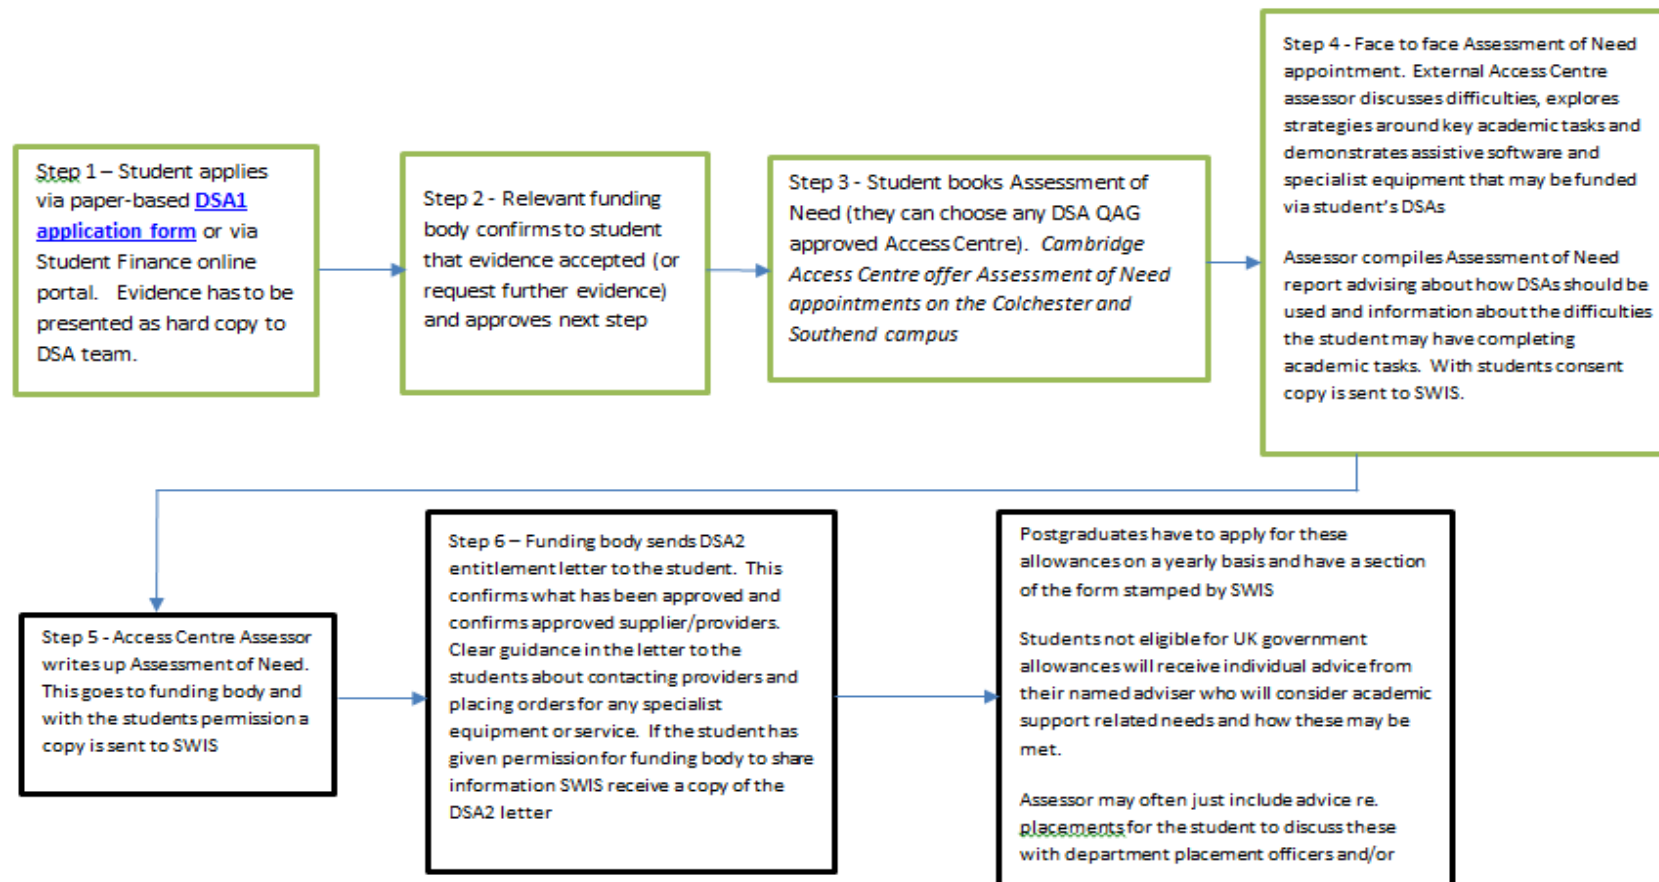 Step 1 – Student applies
via paper-based DSA1
application form or via
Student Finance online
portal.   Evidence has to be
presented as hard copy to
DSA team.
Step 2 - Relevant funding
body confirms to student
that evidence accepted (or
request further evidence)
and approves next step
Step 3 - Student books Assessment of
Need (they can choose any DSA QAG
approved Access Centre).  Cambridge
Access Centre offer Assessment of Need
appointments on the Colchester and
Southend campus
Step 4 - Face to face Assessment of Need
appointment.  External Access Centre
assessor discusses difficulties, explores
strategies around key academic tasks and
demonstrates assistive software and
specialist equipment that may be funded
via student's DSAs
Assessor compiles Assessment of Need
report advising about how DSAs should be
used and information about the difficulties
the student may have completing
academic tasks.  With students consent
copy is sent to SWIS.
Step 5 - Access Centre Assessor
writes up Assessment of Need.
This goes to funding body and
with the students permission a
copy is sent to SWIS
Step 6 – Funding body sends DSA2
entitlement letter to the student.  This
confirms what has been approved and
confirms approved supplier/providers.
Clear guidance in the letter to the
students about contacting providers and
placing orders for any specialist
equipment or service.  If the student has
given permission for funding body to share
information SWIS receive a copy of the
DSA2 letter
Postgraduates have to apply for these
allowances on a yearly basis and have a section
of the form stamped by SWIS
Students not eligible for UK government
allowances will receive individual advice from
their named adviser who will consider academic
support related needs and how these may be
met.
Assessor may often just include advice re.
placements for the student to discuss these
with department placement officers and/or